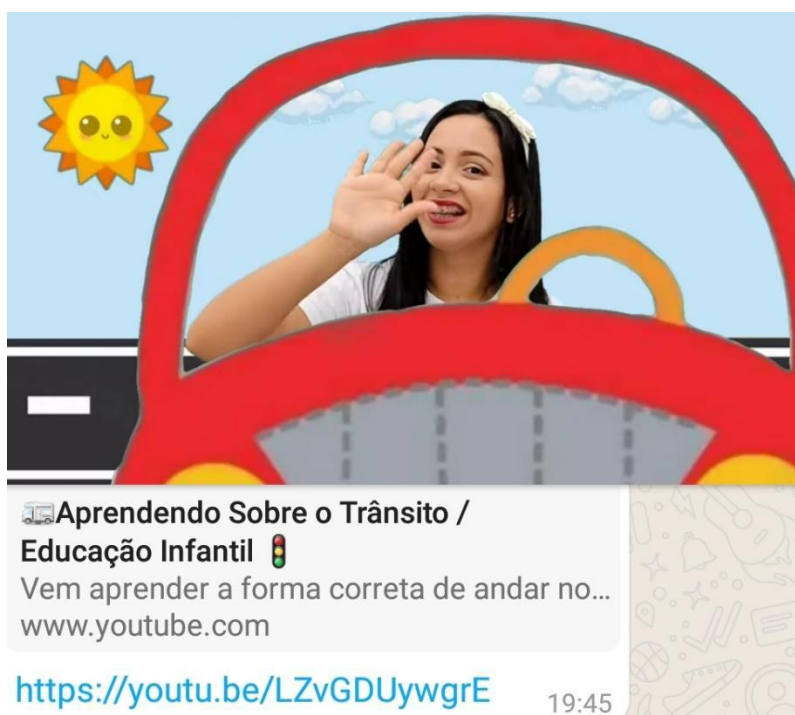 🚐Aprendendo Sobre o Trânsito /
Educação Infantil 🚦
Vem aprender a forma correta de andar no...
www.youtube.com
https://youtu.be/LZvGDUywgrE
19:45